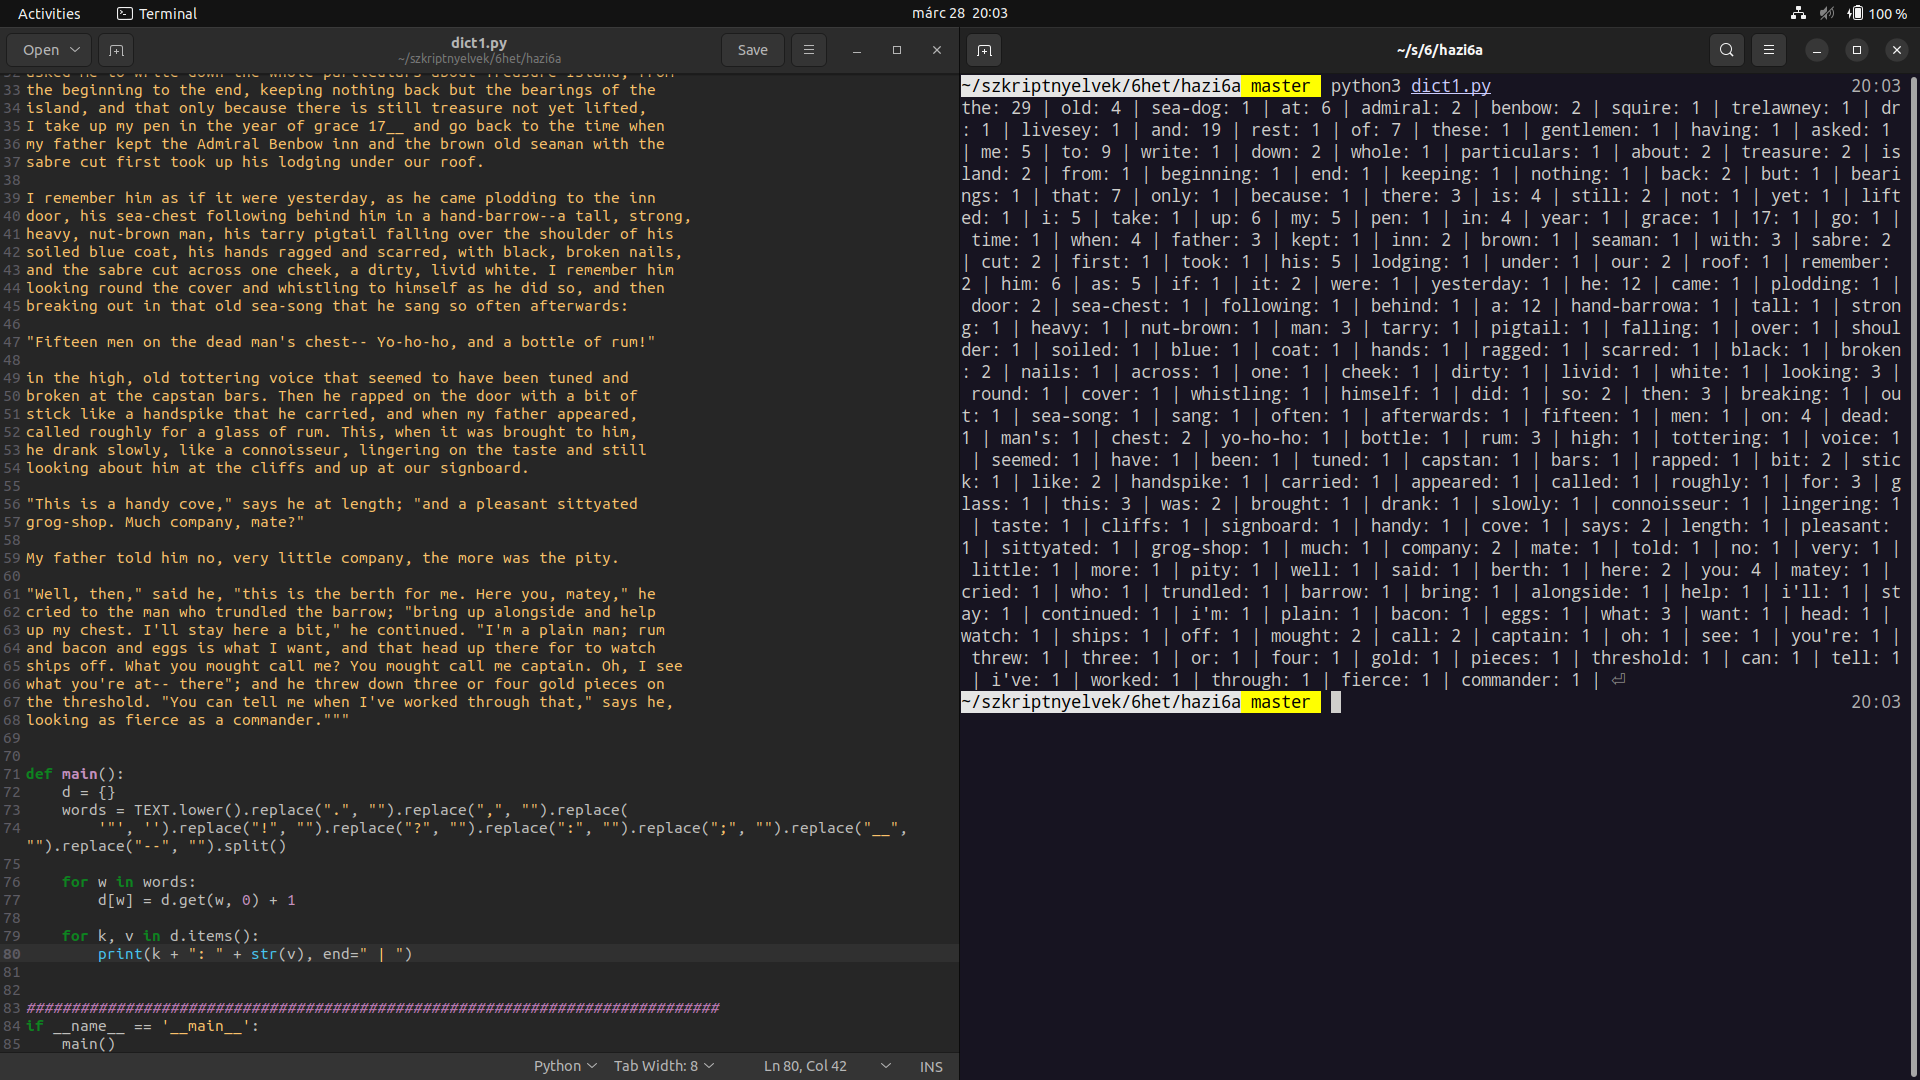 Activities
Terminal
márc 28 20:03
100 %
Open
dict1.py
~/szkriptnyelvek/6het/hazi6a
Save
33 the beginning to the end, keeping nothing back but the bearings of the
34 island, and that only because there is still treasure not yet lifted,
35 I take up my pen in the year of grace 17__ and go back to the time when
36 my father kept the Admiral Benbow inn and the brown old seaman with the
37 sabre cut first took up his lodging under our roof.
38
39 I remember him as if it were yesterday, as he came plodding to the inn
40 door, his sea-chest following behind him in a hand-barrow--a tall, strong,
41 heavy, nut-brown man, his tarry pigtail falling over the shoulder of his
42 soiled blue coat, his hands ragged and scarred, with black, broken nails,
43 and the sabre cut across one cheek, a dirty, livid white. I remember him
44 looking round the cover and whistling to himself as he did so, and then
45 breaking out in that old sea-song that he sang so often afterwards:
46
47 "Fifteen men on the dead man's chest-- Yo-ho-ho, and a bottle of rum!"
48
49 in the high, old tottering voice that seemed to have been tuned and
50 broken at the capstan bars. Then he rapped on the door with a bit of
51 stick like a handspike that he carried, and when my father appeared,
52 called roughly for a glass of rum. This, when it was brought to him,
53 he drank slowly, like a connoisseur, lingering on the taste and still
54 looking about him at the cliffs and up at our signboard.
55
56 "This is a handy cove," says he at length; "and a pleasant sittyated
57 grog-shop. Much company, mate?"
58
59 My father told him no, very little company, the more was the pity.
60
61 "Well, then," said he, "this is the berth for me. Here you, matey," he
62 cried to the man who trundled the barrow; "bring up alongside and help
63 up my chest. I'll stay here a bit," he continued. "I'm a plain man; rum
64 and bacon and eggs is what I want, and that head up there for to watch
65 ships off. What you mought call me? You mought call me captain. Oh, I see
66 what you're at-- there"; and he threw down three or four gold pieces on
67 the threshold. "You can tell me when I've worked through that," says he,
68 looking as fierce as a commander."""
69
70
71 def main():
72     d = {}
73     words = TEXT.lower().replace(".", "").replace(",", "").replace(
74         '"', '').replace("!", "").replace("?", "").replace(":", "").replace(";", "").replace("__",
"").replace("--", "").split()
75
76     for w in words:
77         d[w] = d.get(w, 0) + 1
78
79     for k, v in d.items():
80         print(k + ": " + str(v), end=" | ")
81
82
83 #############################################################################
84 if __name__ == '__main__':
85     main()
Python
Tab Width: 8
Ln 80, Col 42
INS
~/s/6/hazi6a
~/szkriptnyelvek/6het/hazi6a master python3 dict1.py 20:03
the: 29 | old: 4 | sea-dog: 1 | at: 6 | admiral: 2 | benbow: 2 | squire: 1 | trelawney: 1 | dr
: 1 | livesey: 1 | and: 19 | rest: 1 | of: 7 | these: 1 | gentlemen: 1 | having: 1 | asked: 1
| me: 5 | to: 9 | write: 1 | down: 2 | whole: 1 | particulars: 1 | about: 2 | treasure: 2 | is
land: 2 | from: 1 | beginning: 1 | end: 1 | keeping: 1 | nothing: 1 | back: 2 | but: 1 | beari
ngs: 1 | that: 7 | only: 1 | because: 1 | there: 3 | is: 4 | still: 2 | not: 1 | yet: 1 | lift
ed: 1 | i: 5 | take: 1 | up: 6 | my: 5 | pen: 1 | in: 4 | year: 1 | grace: 1 | 17: 1 | go: 1 |
time: 1 | when: 4 | father: 3 | kept: 1 | inn: 2 | brown: 1 | seaman: 1 | with: 3 | sabre: 2
| cut: 2 | first: 1 | took: 1 | his: 5 | lodging: 1 | under: 1 | our: 2 | roof: 1 | remember:
2 | him: 6 | as: 5 | if: 1 | it: 2 | were: 1 | yesterday: 1 | he: 12 | came: 1 | plodding: 1 |
door: 2 | sea-chest: 1 | following: 1 | behind: 1 | a: 12 | hand-barrowa: 1 | tall: 1 | stron
g: 1 | heavy: 1 | nut-brown: 1 | man: 3 | tarry: 1 | pigtail: 1 | falling: 1 | over: 1 | shoul
der: 1 | soiled: 1 | blue: 1 | coat: 1 | hands: 1 | ragged: 1 | scarred: 1 | black: 1 | broken
: 2 | nails: 1 | across: 1 | one: 1 | cheek: 1 | dirty: 1 | livid: 1 | white: 1 | looking: 3 |
round: 1 | cover: 1 | whistling: 1 | himself: 1 | did: 1 | so: 2 | then: 3 | breaking: 1 | ou
t: 1 | sea-song: 1 | sang: 1 | often: 1 | afterwards: 1 | fifteen: 1 | men: 1 | on: 4 | dead:
1 | man's: 1 | chest: 2 | yo-ho-ho: 1 | bottle: 1 | rum: 3 | high: 1 | tottering: 1 | voice: 1
| seemed: 1 | have: 1 | been: 1 | tuned: 1 | capstan: 1 | bars: 1 | rapped: 1 | bit: 2 | stic
k: 1 | like: 2 | handspike: 1 | carried: 1 | appeared: 1 | called: 1 | roughly: 1 | for: 3 | g
lass: 1 | this: 3 | was: 2 | brought: 1 | drank: 1 | slowly: 1 | connoisseur: 1 | lingering: 1
| taste: 1 | cliffs: 1 | signboard: 1 | handy: 1 | cove: 1 | says: 2 | length: 1 | pleasant:
1 | sittyated: 1 | grog-shop: 1 | much: 1 | company: 2 | mate: 1 | told: 1 | no: 1 | very: 1 |
little: 1 | more: 1 | pity: 1 | well: 1 | said: 1 | berth: 1 | here: 2 | you: 4 | matey: 1 |
cried: 1 | who: 1 | trundled: 1 | barrow: 1 | bring: 1 | alongside: 1 | help: 1 | i'll: 1 | st
ay: 1 | continued: 1 | i'm: 1 | plain: 1 | bacon: 1 | eggs: 1 | what: 3 | want: 1 | head: 1 |
watch: 1 | ships: 1 | off: 1 | mought: 2 | call: 2 | captain: 1 | oh: 1 | see: 1 | you're: 1 |
threw: 1 | three: 1 | or: 1 | four: 1 | gold: 1 | pieces: 1 | threshold: 1 | can: 1 | tell: 1
| i've: 1 | worked: 1 | through: 1 | fierce: 1 | commander: 1 | ⏎
~/szkriptnyelvek/6het/hazi6a master 20:03